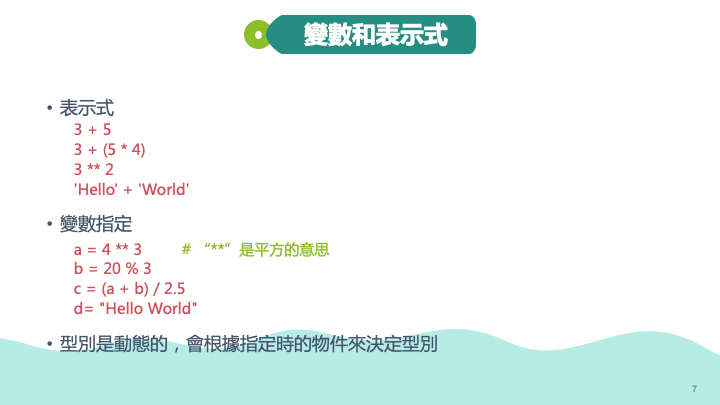 變數和表示式
• 表示式
3 + 5
3 + (5 * 4)
3 ** 2
'Hello' + 'World'
• 變數指定
a = 4 ** 3 # “**”是平方的意思
b = 20 % 3
c = (a + b) / 2.5
d= "Hello World"
• 型別是動態的，會根據指定時的物件來決定型別
7